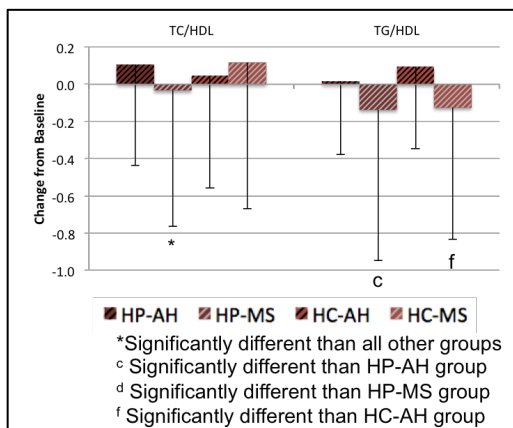 TC/HDL TG/HDL
0.2
0.0
-0.2
-0.4
-0.6
-0.8
-1.0
Change from Baseline
*
c
f
HP-AH HP-MS HC-AH HC-MS
*Significantly different than all other groups
c Significantly different than HP-AH group
d Significantly different than HP-MS group
f Significantly different than HC-AH group